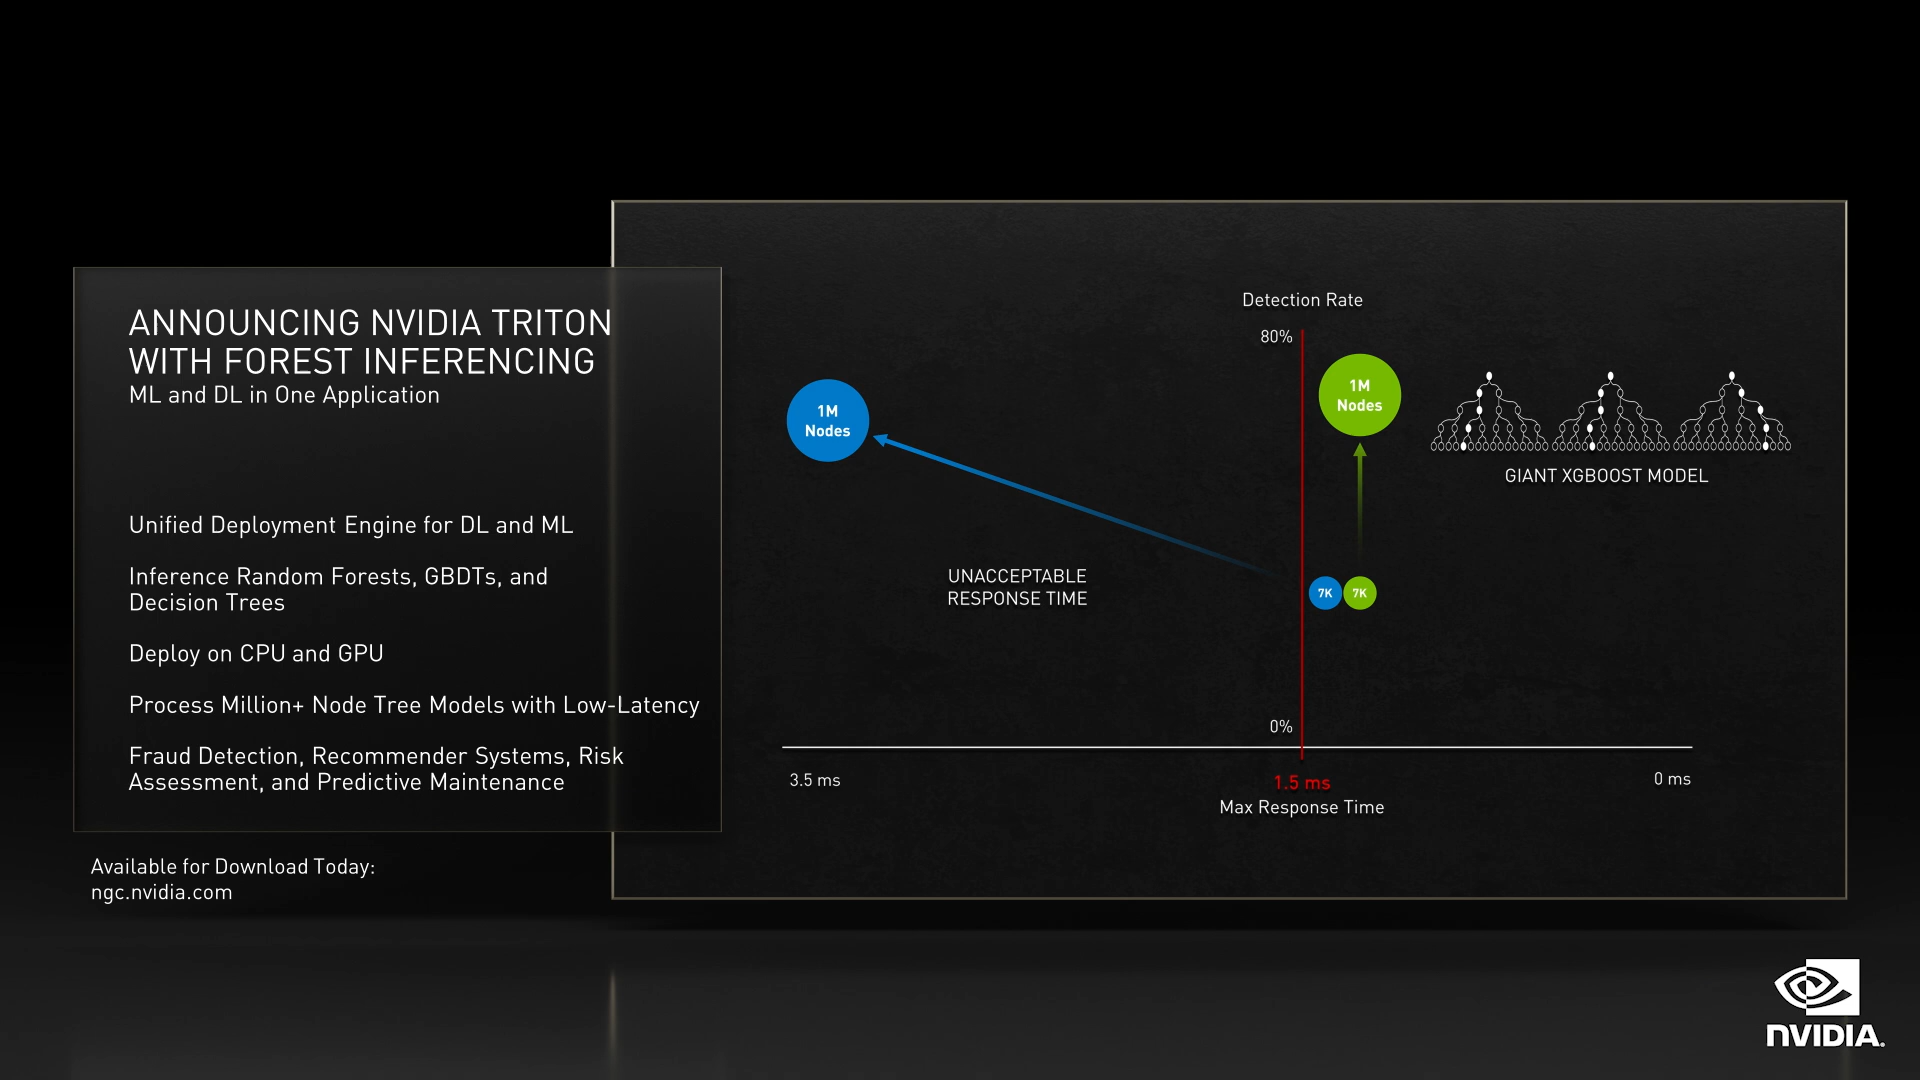 ANNOUNCING NVIDIA TRITON
WITH FOREST INFERENCING
ML and DL in One Application
Unified Deployment Engine for DL and ML
Inference Random Forests, GBDTs, and
Decision Trees
Deploy on CPU and GPU
Process Million+ Node Tree Models with Low-Latency
Fraud Detection, Recommender Systems, Risk
Assessment, and Predictive Maintenance
Available for Download Today:
ngc.nvidia.com
Detection Rate
80%
1M
Nodes
1M
Nodes
GIANT XGBOOST MODEL
UNACCEPTABLE
RESPONSE TIME
7K
7K
0%
3.5 ms
1.5 ms
0 ms
Max Response Time
NVIDIA.